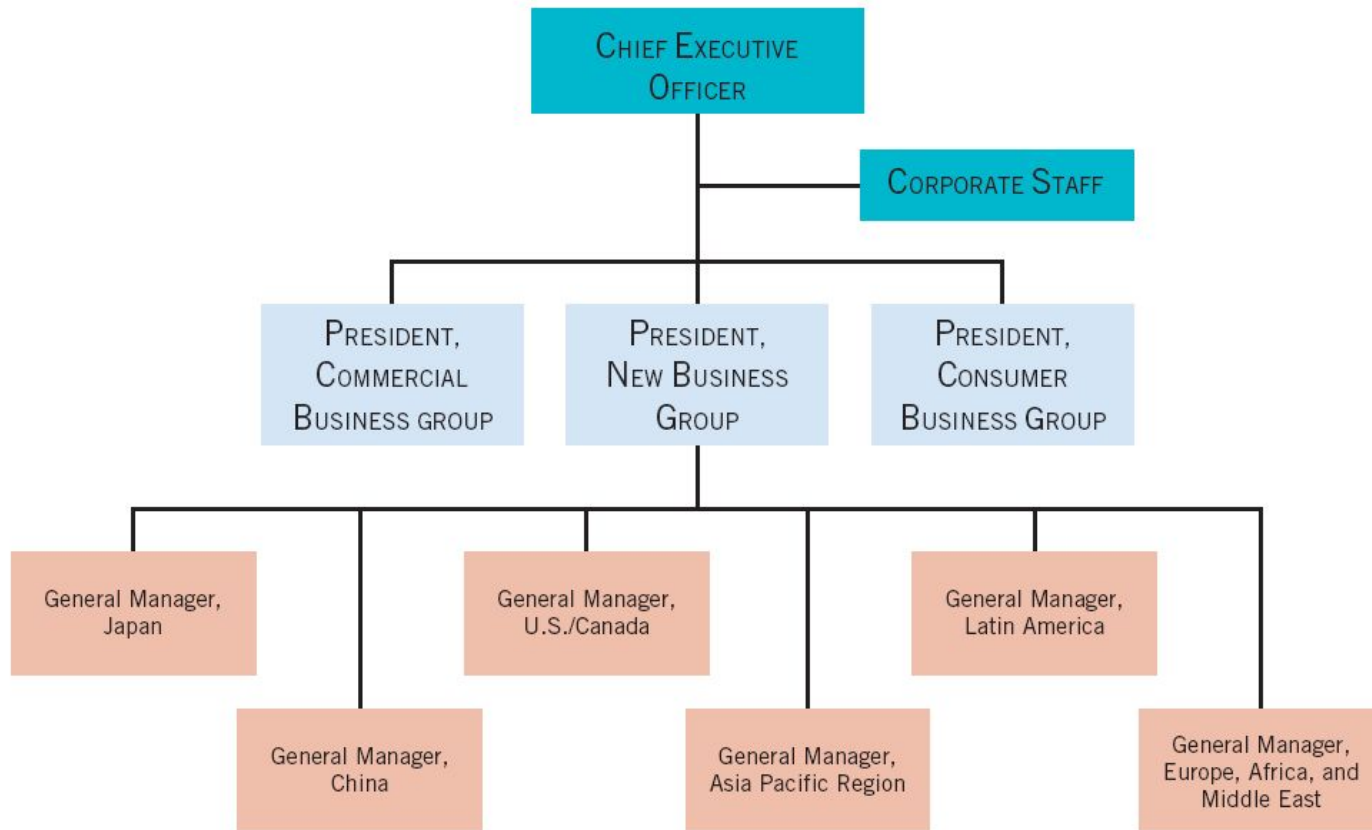 CHIEF EXECUTIVE
OFFICER
CORPORATE STAFF
PRESIDENT,
COMMERCIAL
BUSINESS GROUP
PRESIDENT,
NEW BUSINESS
GROUP
PRESIDENT,
CONSUMER
BUSINESS GROUP
General Manager,
Japan
General Manager,
U.S./Canada
General Manager,
Latin America
General Manager,
China
General Manager,
Asia Pacific Region
General Manager,
Europe, Africa, and
Middle East